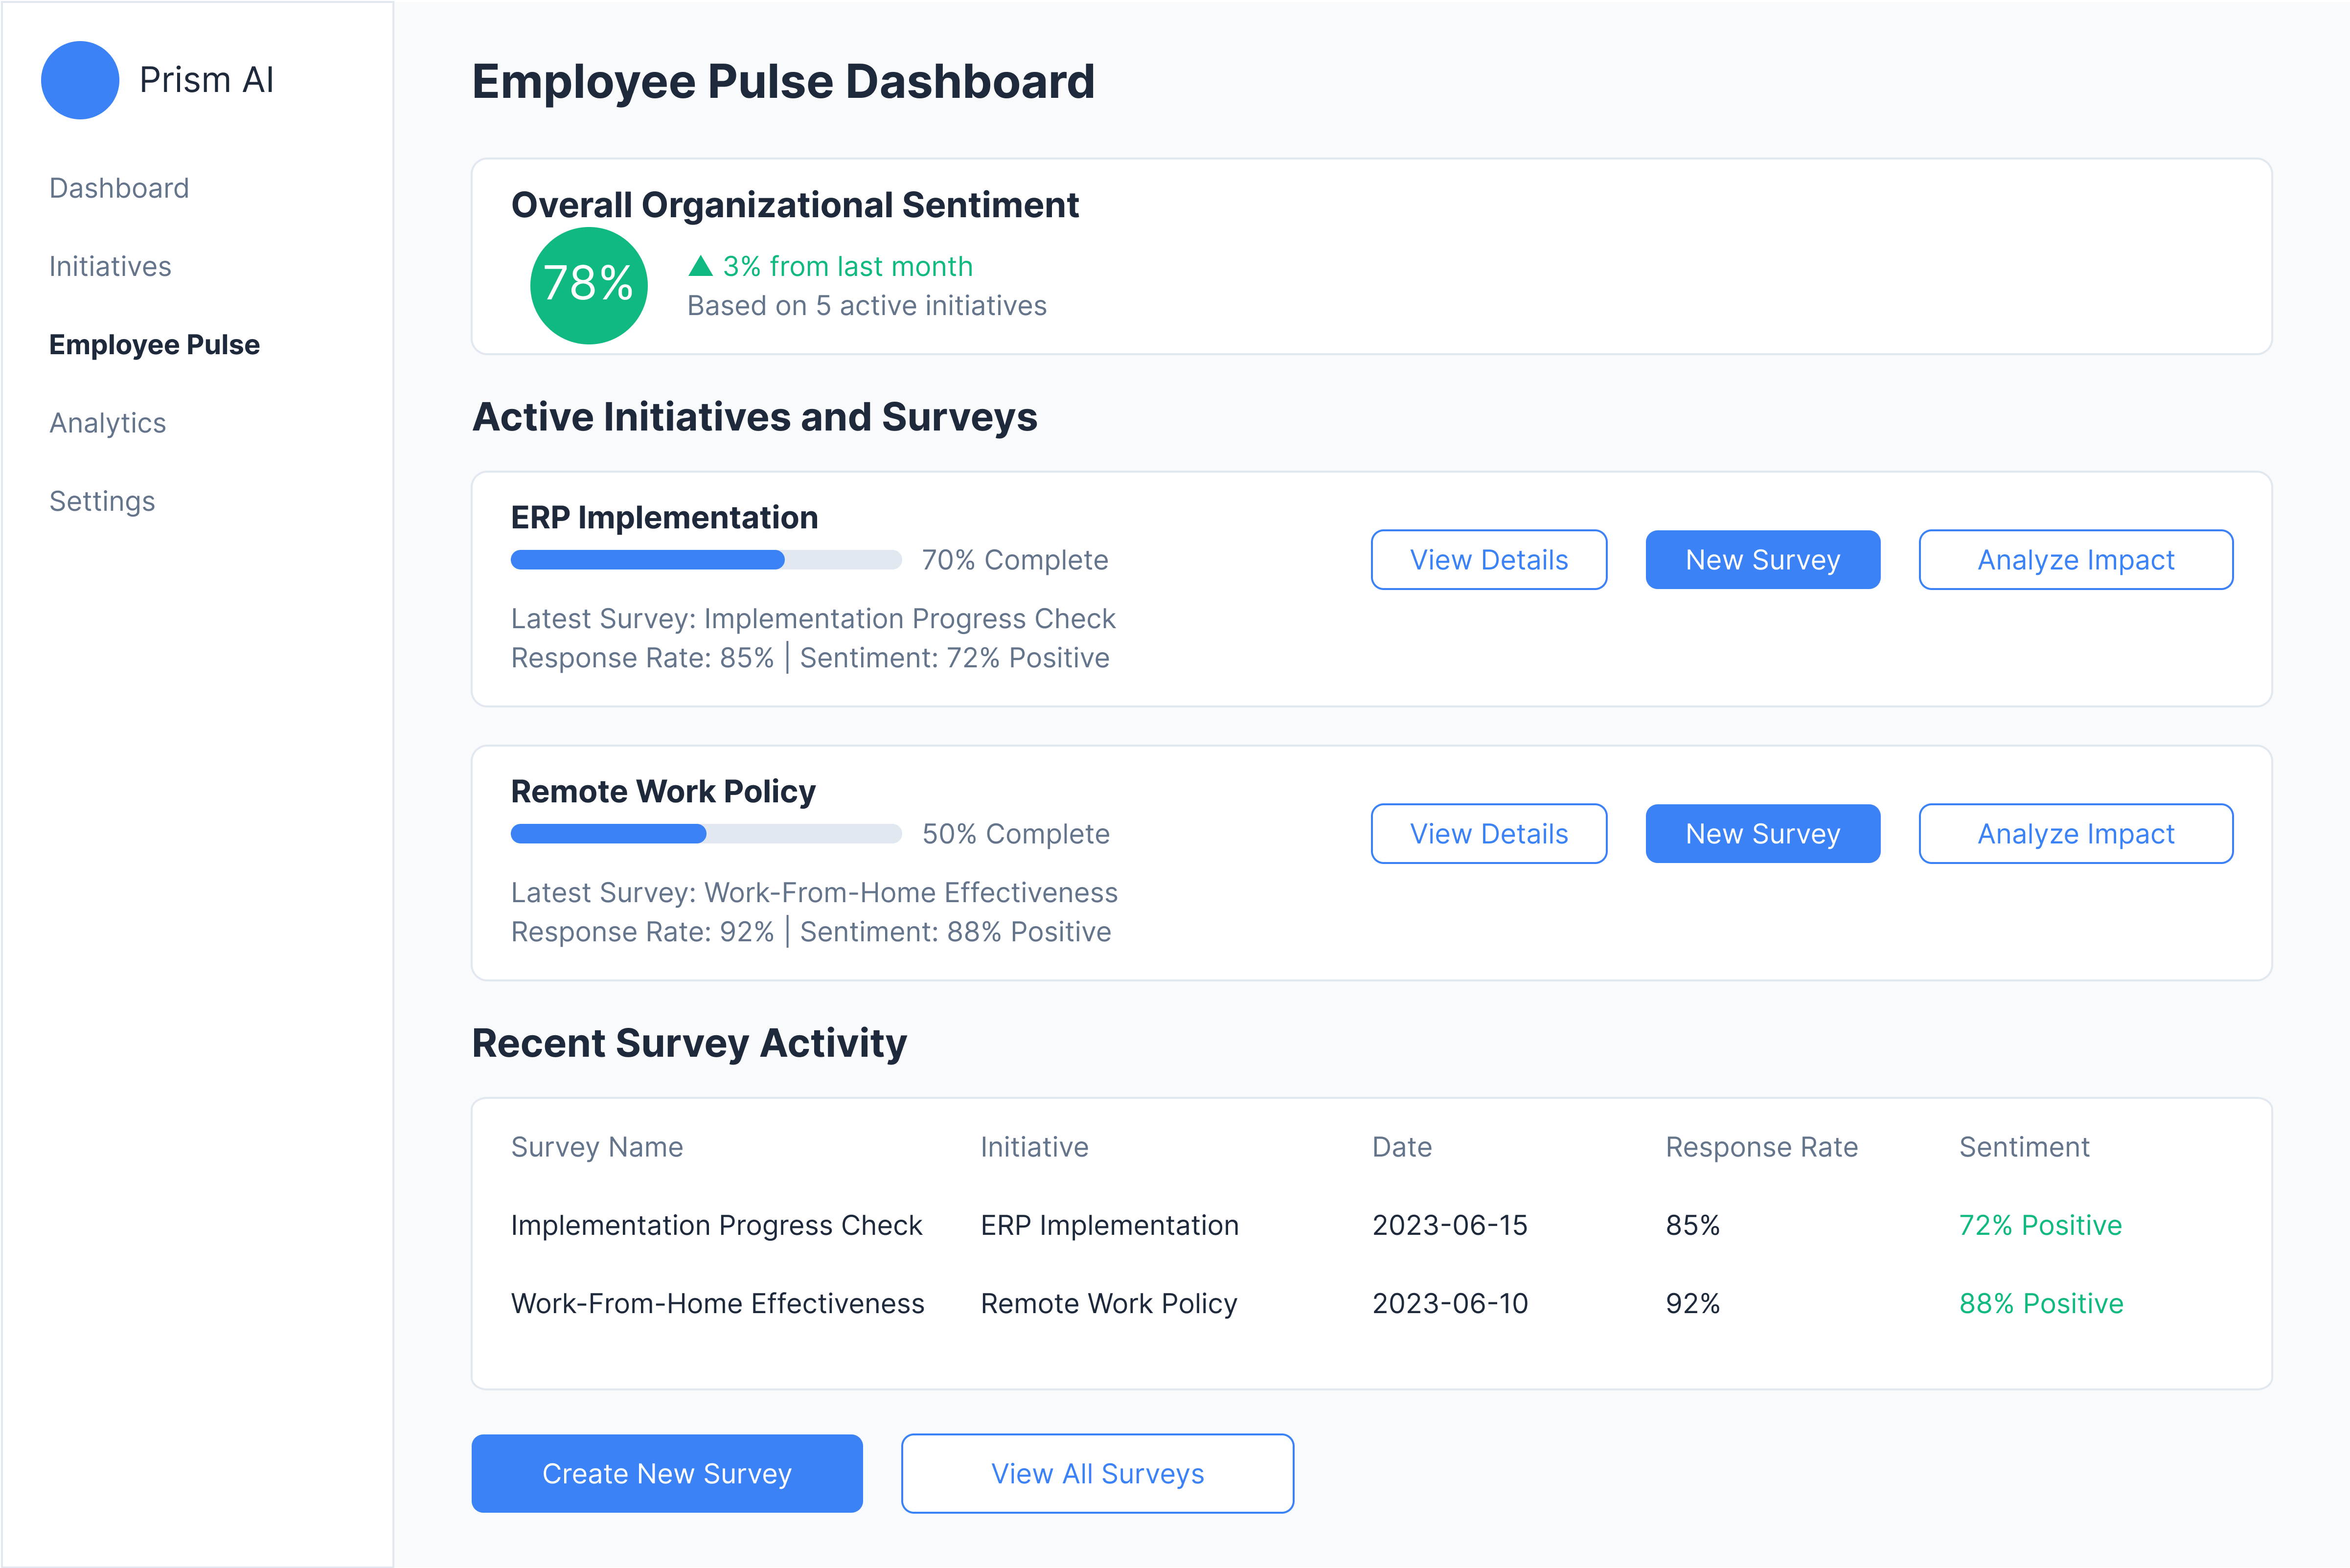 Prism AI
Dashboard
Initiatives
Employee Pulse
Analytics
Settings
Employee Pulse Dashboard
Overall Organizational Sentiment
78%
▲ 3% from last month
Based on 5 active initiatives
Active Initiatives and Surveys
ERP Implementation
70% Complete
View Details
New Survey
Analyze Impact
Latest Survey: Implementation Progress Check
Response Rate: 85% | Sentiment: 72% Positive
Remote Work Policy
50% Complete
View Details
New Survey
Analyze Impact
Latest Survey: Work-From-Home Effectiveness
Response Rate: 92% | Sentiment: 88% Positive
Recent Survey Activity
Survey Name Initiative Date Response Rate Sentiment
Implementation Progress Check ERP Implementation 2023-06-15 85% 72% Positive
Work-From-Home Effectiveness Remote Work Policy 2023-06-10 92% 88% Positive
Create New Survey
View All Surveys